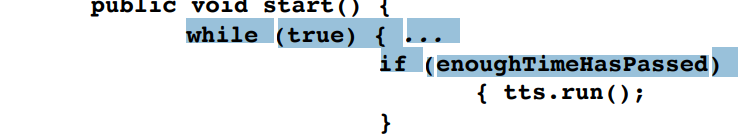 public void start() {
while (true) { ...
if (enoughTimeHasPassed)
{ tts.run();
}